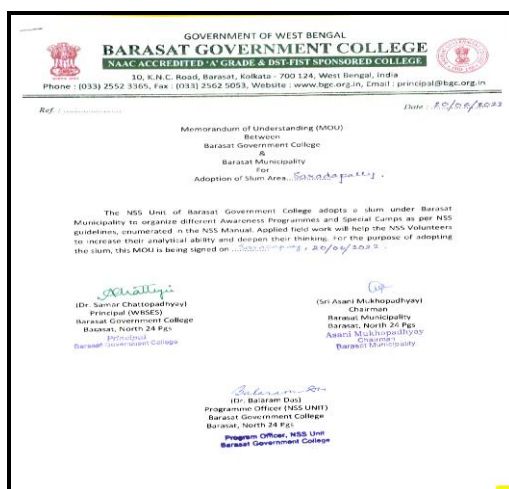 GOVERNMENT OF WEST BENGAL
BARASAT GOVERNMENT COLLEGE
NAAC ACCREDITED 'A' GRADE & DST-FIST SPONSORED COLLEGE
10, K.N.C. Road, Barasat, Kolkata - 700 124, West Bengal, India
Phone : (033) 2552 3365, Fax : (033) 2562 5053, Website : www.bgc.org.in, Email : principal@bgc.org.in
Ref. : ....................
Date : 20/06/2022
Memorandum of Understanding (MOU)
Between
Barasat Government College
&
Barasat Municipality
For
Adoption of Slum Area...Saradapally.
The NSS Unit of Barasat Government College adopts a slum under Barasat
Municipality to organize different Awareness Programmes and Special Camps as per NSS
guidelines, enumerated in the NSS Manual. Applied field work will help the NSS Volunteers
to increase their analytical ability and deepen their thinking. For the purpose of adopting
the slum, this MOU is being signed on ...Saradapally, 20/06/2022.
(Dr. Samar Chattopadhyay)
Principal (WBSES)
Barasat Government College
Barasat, North 24 Pgs
Principal
Barasat Government College
(Sri Asani Mukhopadhyay)
Chairman
Barasat Municipality
Barasat, North 24 Pgs
Asani Mukhopadhyay
Chairman
Barasat Municipality
Balaram Das
(Dr. Balaram Das)
Programme Officer (NSS UNIT)
Barasat Government College
Barasat, North 24 Pgs
Program Officer, NSS Unit
Barasat Government College